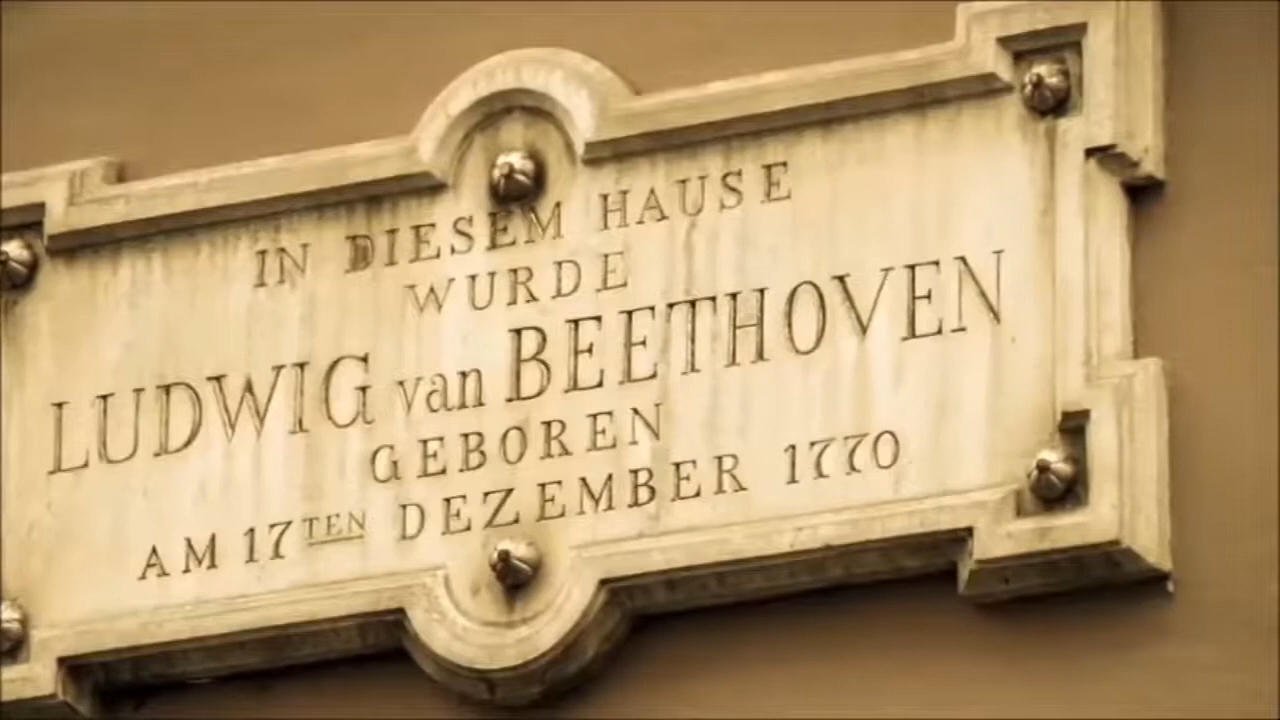 IN DIESEM HAUSE
WURDE
LUDWIG van BEETHOVEN
GEBOREN
AM 17TEN DEZEMBER 1770